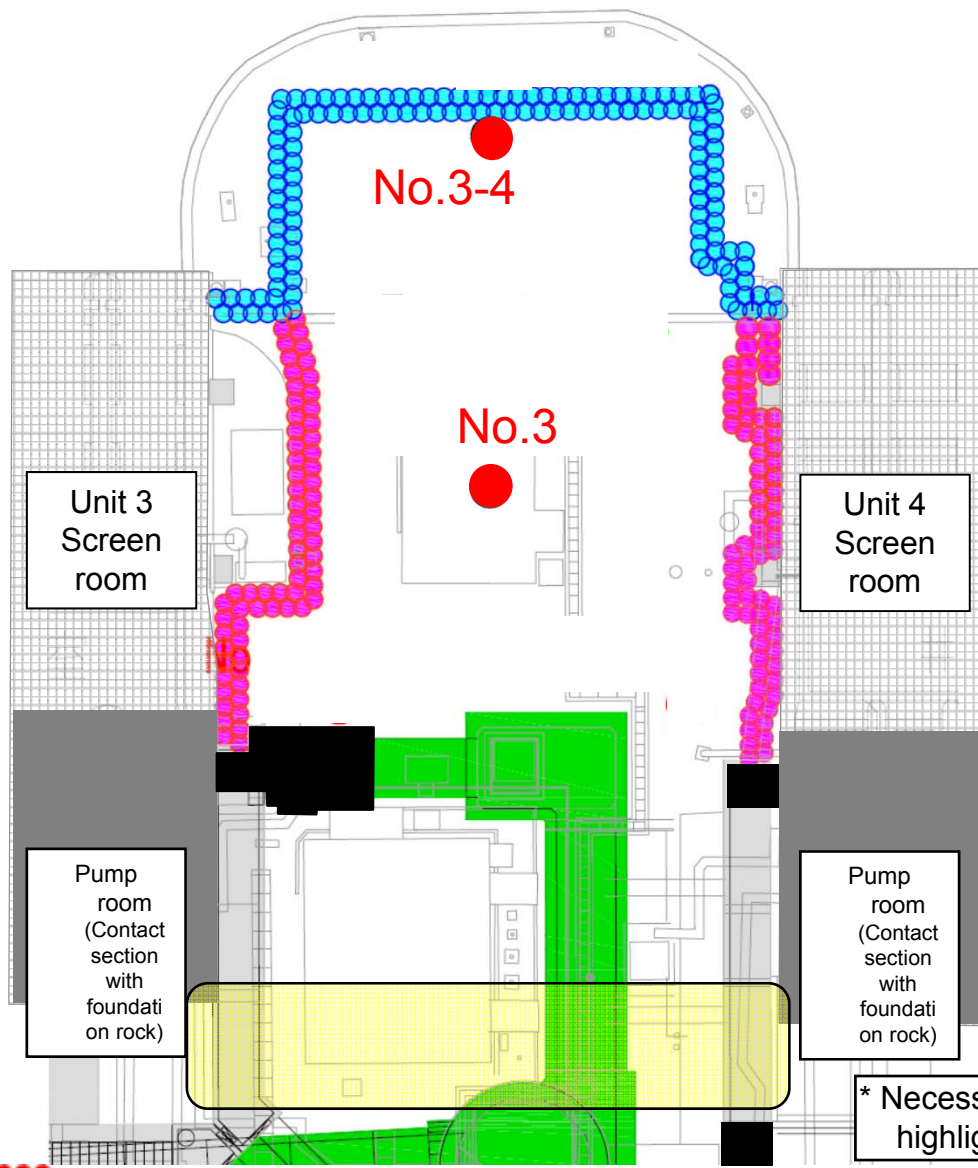 No.3-4
No.3
Unit 3
Screen
room
Unit 4
Screen
room
Pump
room
(Contact
section
with
foundati
on rock)
Pump
room
(Contact
section
with
foundati
on rock)
* Necess
highlig